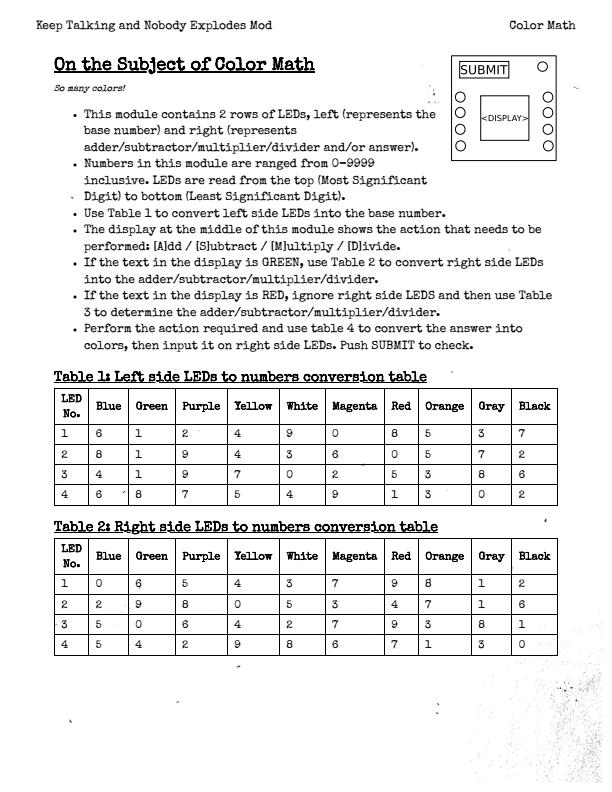 Keep Talking and Nobody Explodes Mod Color Math
On the Subject of Color Math
So many colors!
SUBMIT
<DISPLAY>
• This module contains 2 rows of LEDs, left (represents the
base number) and right (represents
adder/subtractor/multiplier/divider and/or answer).
• Numbers in this module are ranged from 0-9999
inclusive. LEDs are read from the top (Most Significant
Digit) to bottom (Least Significant Digit).
• Use Table 1 to convert left side LEDs into the base number.
• The display at the middle of this module shows the action that needs to be
performed: [A]dd / [S]ubtract / [M]ultiply / [D]ivide.
• If the text in the display is GREEN, use Table 2 to convert right side LEDs
into the adder/subtractor/multiplier/divider.
• If the text in the display is RED, ignore right side LEDS and then use Table
3 to determine the adder/subtractor/multiplier/divider.
• Perform the action required and use table 4 to convert the answer into
colors, then input it on right side LEDs. Push SUBMIT to check.
Table 1: Left side LEDs to numbers conversion table
LED No. Blue Green Purple Yellow White Magenta Red Orange Gray Black
1 6 1 2 4 9 0 8 5 3 7
2 8 1 9 4 3 6 0 5 7 2
3 4 1 9 7 0 2 5 3 8 6
4 6 8 7 5 4 9 1 3 0 2
Table 2: Right side LEDs to numbers conversion table
LED No. Blue Green Purple Yellow White Magenta Red Orange Gray Black
1 0 6 5 4 3 7 9 8 1 2
2 2 9 8 0 5 3 4 7 1 6
3 5 0 6 4 2 7 9 3 8 1
4 5 4 2 9 8 6 7 1 3 0